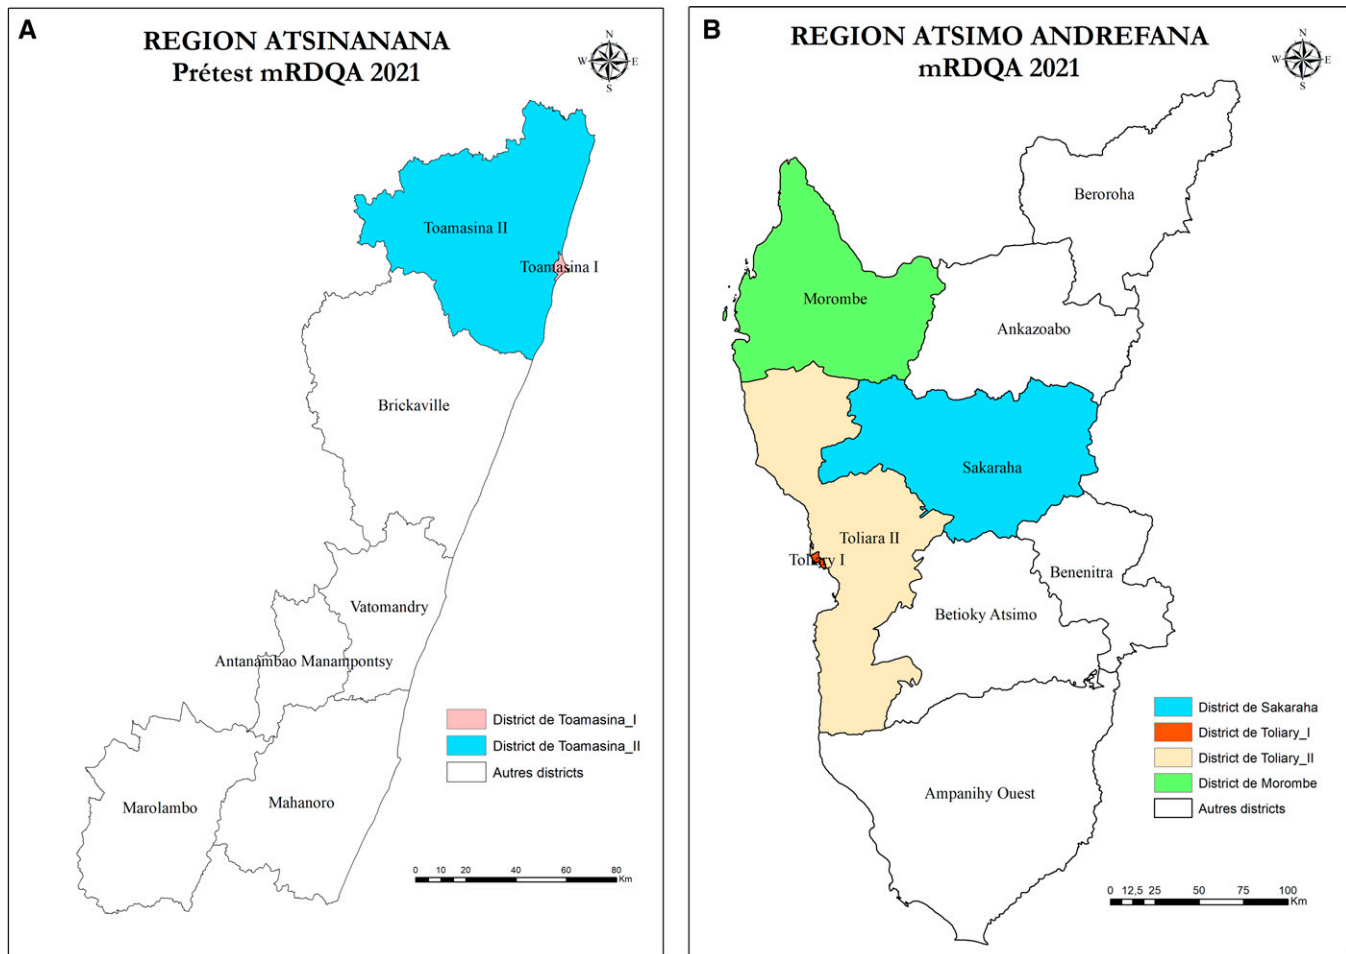 A
REGION ATSINANANA
Prétest mRDQA 2021
N
W E
S
Toamasina II
Toamasina I
Brickaville
Vatomandry
Antanambao Manampontsy
Marolambo
Mahanoro
District de Toamasina_I
District de Toamasina_II
Autres districts
0 10 20 40 60 80
Km
B
REGION ATSIMO ANDREFANA
mRDQA 2021
N
W E
S
Beroroha
Morombe
Ankazoabo
Sakaraha
Toliara II
Toliary I
Benenitra
Betioky Atsimo
Ampanihy Ouest
District de Sakaraha
District de Toliary_I
District de Toliary_II
District de Morombe
Autres districts
0 12,5 25 50 75 100
Km